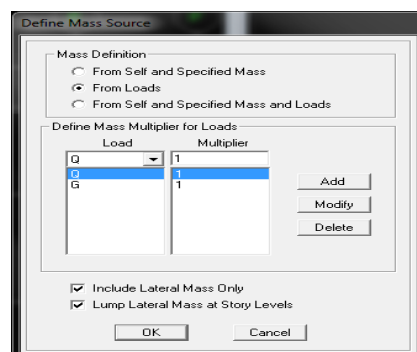 Define Mass Source
Mass Definition
From Self and Specified Mass
From Loads
From Self and Specified Mass and Loads
Define Mass Multiplier for Loads
Load Multiplier
Q 1
Q 1
G 1
Add
Modify
Delete
Include Lateral Mass Only
Lump Lateral Mass at Story Levels
OK Cancel